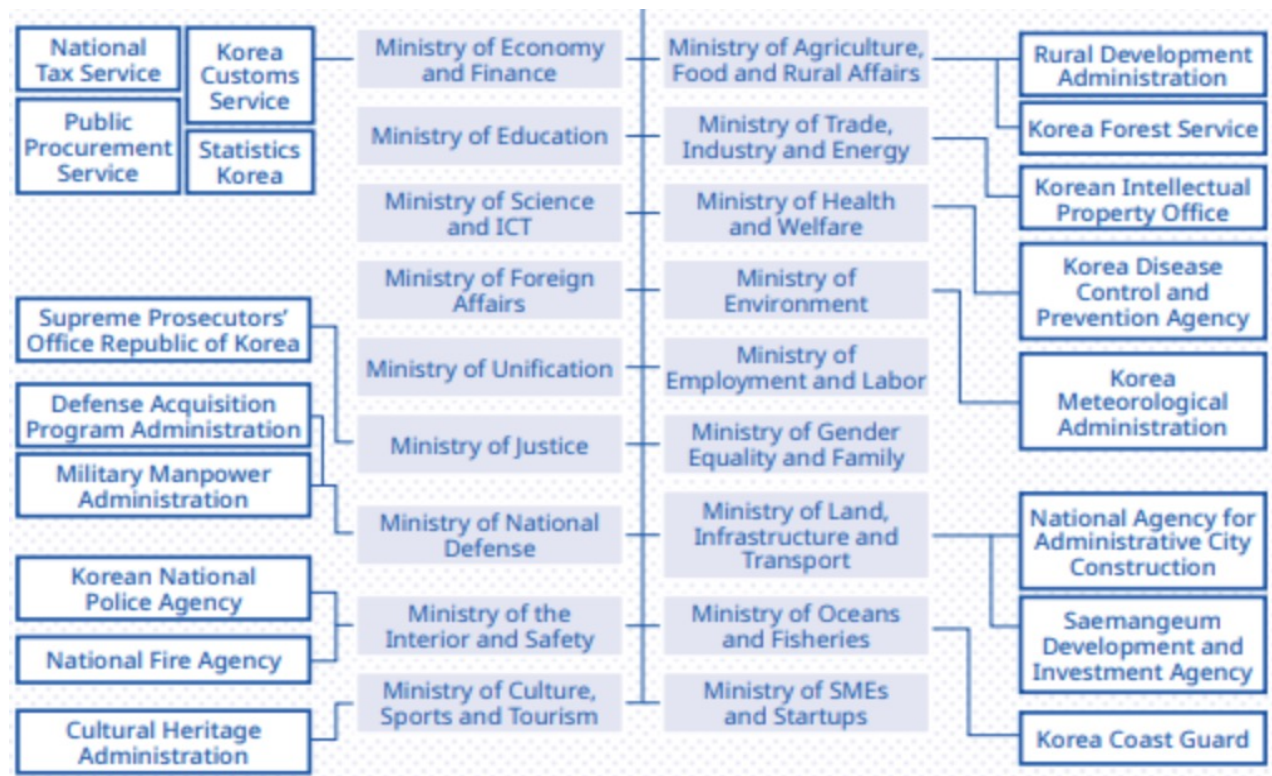 National
Tax Service
Korea
Customs
Service
Public
Procurement
Service
Statistics
Korea
Supreme Prosecutors’
Office Republic of Korea
Defense Acquisition
Program Administration
Military Manpower
Administration
Korean National
Police Agency
National Fire Agency
Cultural Heritage
Administration
Ministry of Economy
and Finance
Ministry of Education
Ministry of Science
and ICT
Ministry of Foreign
Affairs
Ministry of Unification
Ministry of Justice
Ministry of National
Defense
Ministry of the
Interior and Safety
Ministry of Culture,
Sports and Tourism
Ministry of Agriculture,
Food and Rural Affairs
Ministry of Trade,
Industry and Energy
Ministry of Health
and Welfare
Ministry of
Environment
Ministry of
Employment and Labor
Ministry of Gender
Equality and Family
Ministry of Land,
Infrastructure and
Transport
Ministry of Oceans
and Fisheries
Ministry of SMEs
and Startups
Rural Development
Administration
Korea Forest Service
Korean Intellectual
Property Office
Korea Disease
Control and
Prevention Agency
Korea
Meteorological
Administration
National Agency for
Administrative City
Construction
Saemangeum
Development and
Investment Agency
Korea Coast Guard